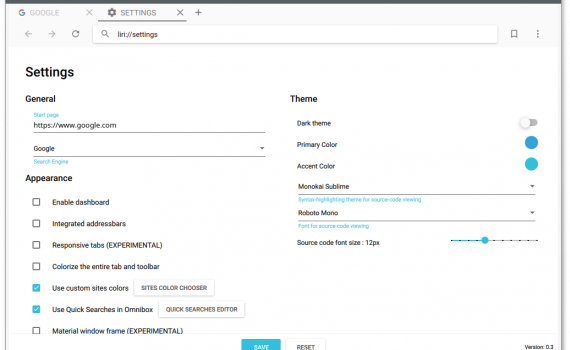 GOOGLE
SETTINGS
liri://settings
Settings
General
Start page
https://www.google.com
Google
Search Engine
Appearance
Enable dashboard
Integrated addressbars
Responsive tabs (EXPERIMENTAL)
Colorize the entire tab and toolbar
Use custom sites colors
SITES COLOR CHOOSER
Use Quick Searches in Omnibox
QUICK SEARCHES EDITOR
Material window frame (EXPERIMENTAL)
Theme
Dark theme
Primary Color
Accent Color
Monokai Sublime
Syntax-highlighting theme for source-code viewing
Roboto Mono
Font for source-code viewing
Source code font size : 12px
SAVE
RESET
Version: 0.3